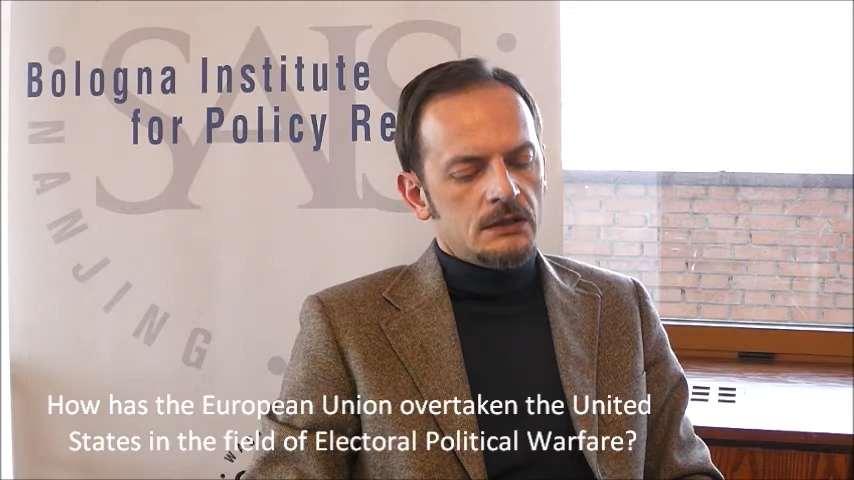 SAIS
Bologna Institute
for Policy Re
NANJING
How has the European Union overtaken the United
States in the field of Electoral Political Warfare?